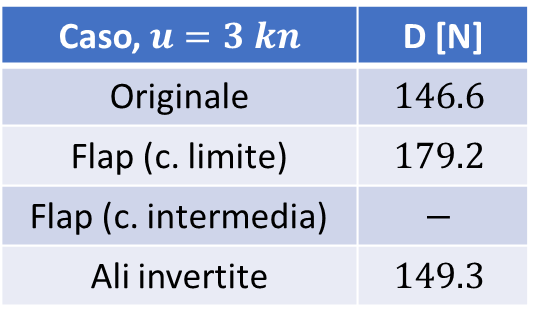 Caso, u = 3 kn D [N]
Originale 146.6
Flap (c. limite) 179.2
Flap (c. intermedia) –
Ali invertite 149.3